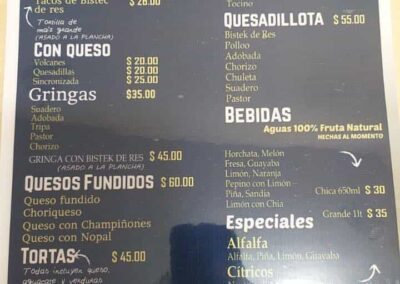 Tacos de Bistec $ 28.00
de res
Tortilla de
maíz grande
(ASADO A LA PLANCHA)
CON QUESO
Volcanes $ 20.00
Quesadillas $ 20.00
Sincronizada $ 25.00
Gringas $35.00
Suadero
Adobada
Tripa
Pastor
Chorizo
GRINGA CON BISTEK DE RES $ 45.00
(ASADO A LA PLANCHA)
QUESOS FUNDIDOS $ 60.00
Queso fundido
Choriqueso
Queso con Champiñones
Queso con Nopal
TORTAS $ 45.00
Todas incluyen queso,
aguacate y verduras
Tocino
QUESADILLOTA $ 55.00
Bistek de Res
Polloo
Adobada
Chorizo
Chuleta
Suadero
Pastor
BEBIDAS
Aguas 100% Fruta Natural
HECHAS AL MOMENTO
Horchata, Melón
Fresa, Guayaba
Limón, Naranja
Pepino con Limón
Piña, Sandia
Limón con Chia
Chica 650ml $ 30
Grande 1lt $ 35
Especiales
Alfalfa
Alfalfa, Piña, Limón, Guayaba
Cítricos